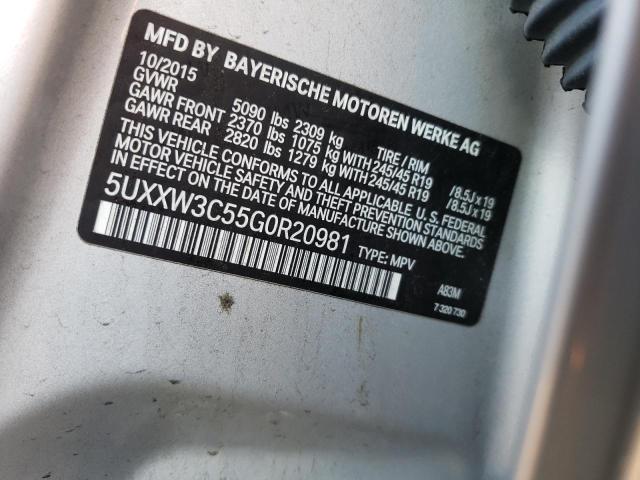 MFD BY BAYERISCHE MOTOREN WERKE AG
10/2015
GVWR 5090 lbs 2309 kg TIRE / RIM
GAWR FRONT 2370 lbs 1075 kg WITH 245/45 R19 /8.5J x 19
GAWR REAR 2820 lbs 1279 kg WITH 245/45 R19 /8.5J x 19
THIS VEHICLE CONFORMS TO ALL APPLICABLE U.S. FEDERAL
MOTOR VEHICLE SAFETY AND THEFT PREVENTION STANDARDS
IN EFFECT ON THE DATE OF MANUFACTURE SHOWN ABOVE.
5UXXW3C55G0R20981
TYPE: MPV
A83M
7 320 730